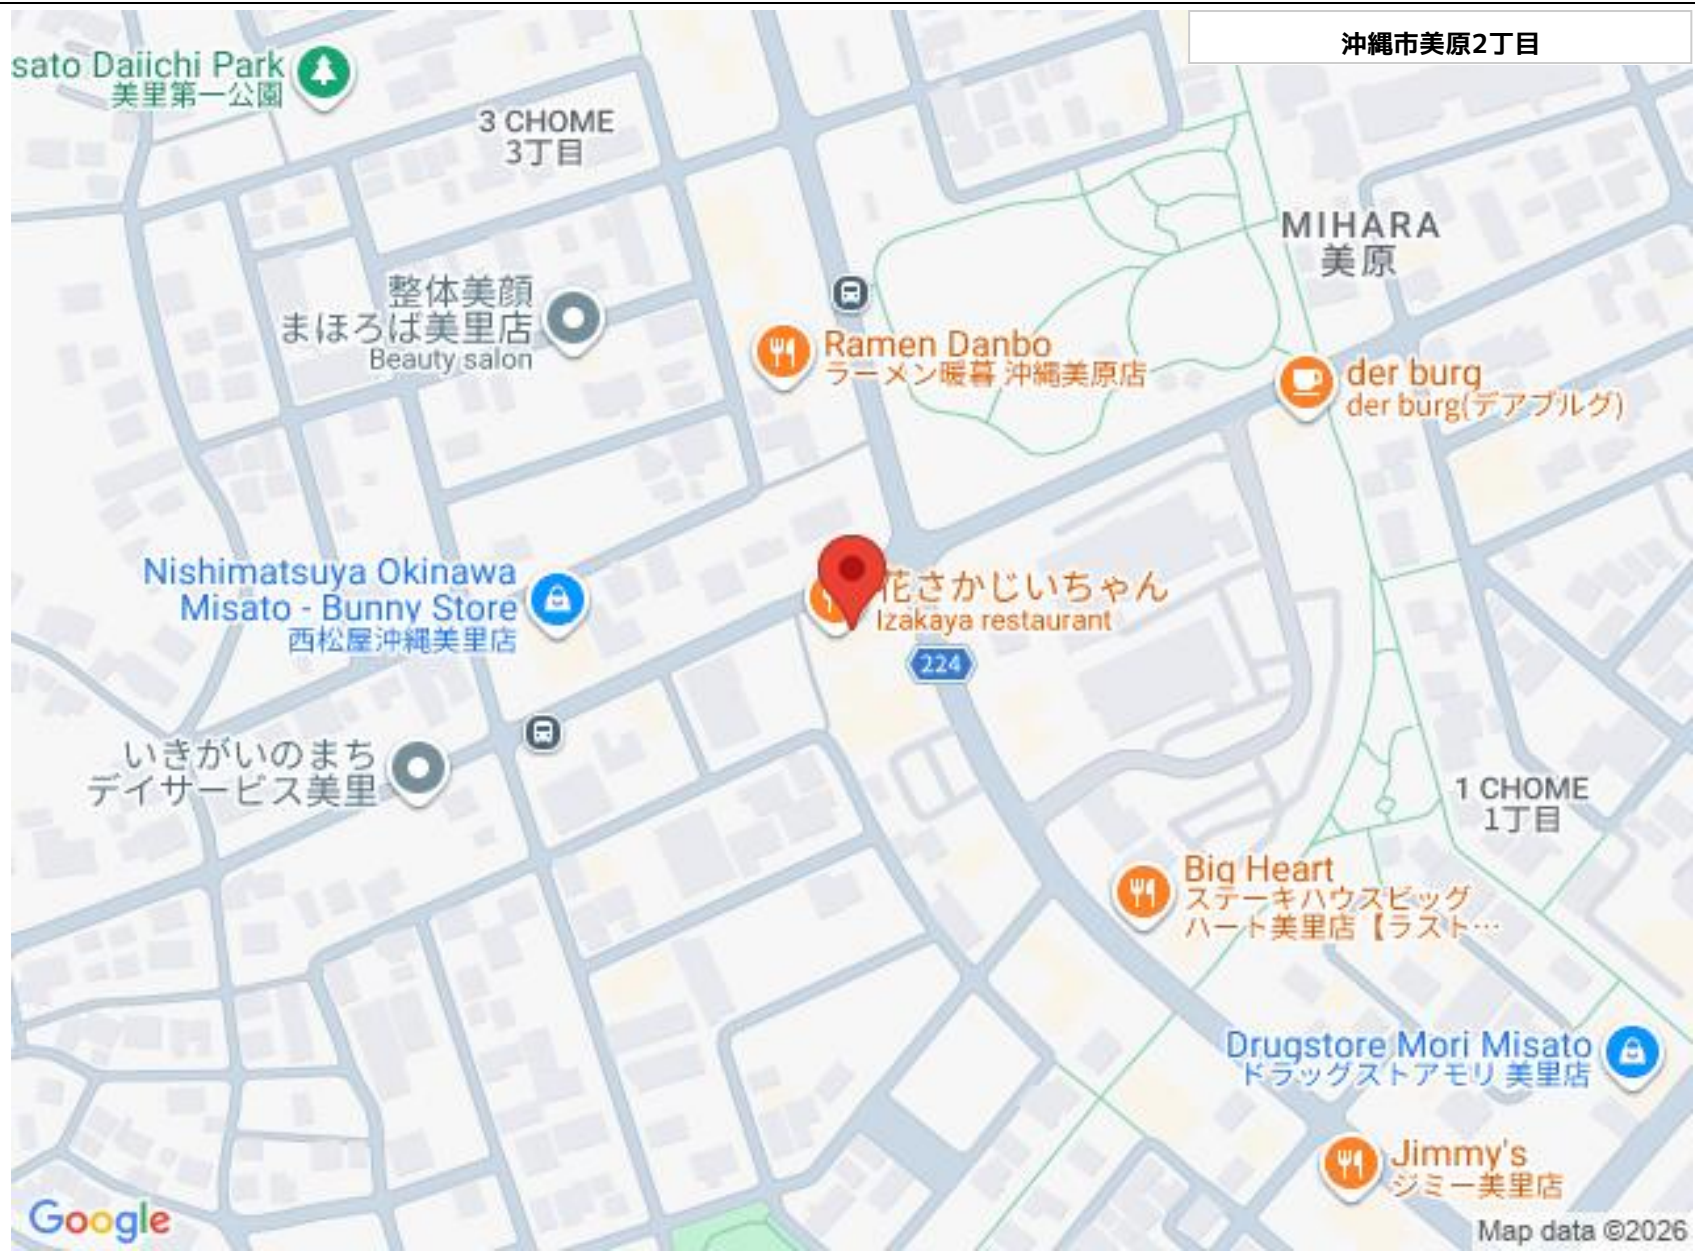 沖縄市美原2丁目
sato Daiichi Park
美里第一公園
3 CHOME
3丁目
MIHARA
美原
整体美顔
まほろば美里店
Beauty salon
Ramen Danbo
ラーメン暖暮 沖縄美原店
der burg
der burg(デアブルグ)
Nishimatsuya Okinawa
Misato - Bunny Store
西松屋沖縄美里店
花さかじいちゃん
Izakaya restaurant
224
いきがいのまち
デイサービス美里
1 CHOME
1丁目
Big Heart
ステーキハウスビッグ
ハート美里店【ラスト…
Drugstore Mori Misato
ドラッグストアモリ 美里店
Jimmy's
ジミー美里店
Google
Map data ©2026